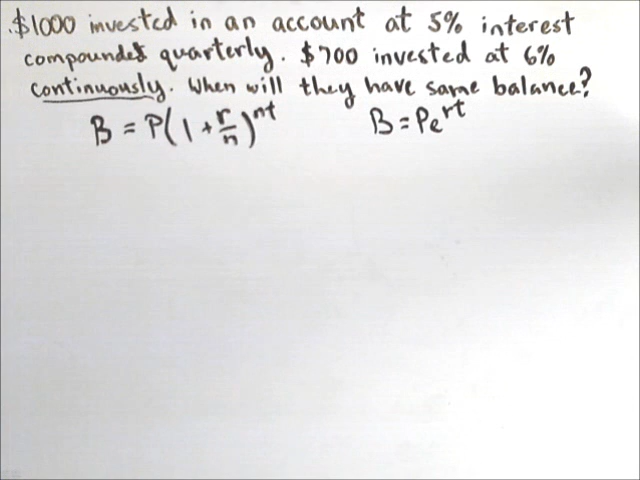 $1000 invested in an account at 5% interest
compounded quarterly. $700 invested at 6%
continuously. When will they have same balance?
B = P(1 + r/n)^nt B = Pe^rt